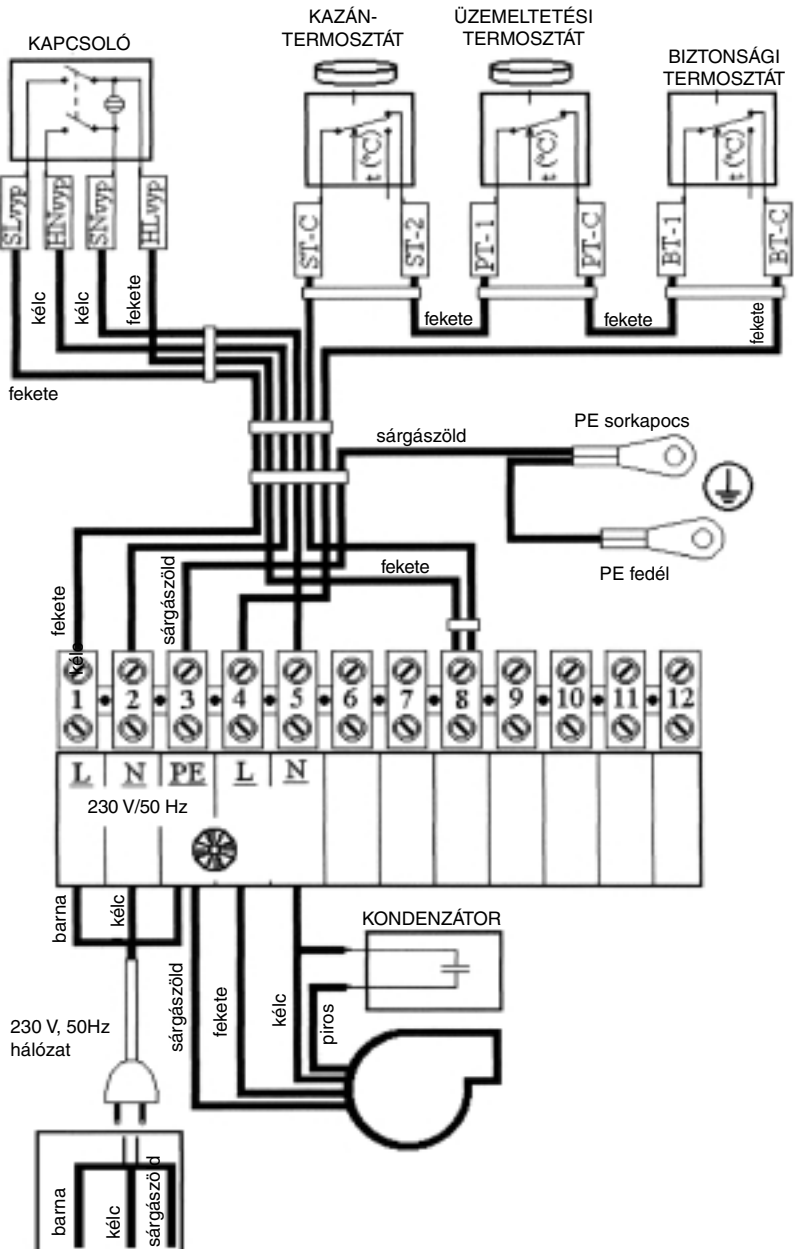 KAPCSOLÓ
KAZÁN-
TERMOSZTÁT
ÜZEMELTETÉSI
TERMOSZTÁT
BIZTONSÁGI
TERMOSZTÁT
t (°C)
t (°C)
t (°C)
SLvyp
HNvyp
SNvyp
HLvyp
ST-C
ST-2
PT-1
PT-C
BT-1
BT-C
kélc
kélc
fekete
fekete
fekete
fekete
fekete
sárgászöld
PE sorkapocs
PE fedél
fekete
kélc
sárgászöld
fekete
1
2
3
4
5
6
7
8
9
10
11
12
L
N
PE
L
N
230 V/50 Hz
barna
kélc
sárgászöld
fekete
kélc
piros
KONDENZÁTOR
230 V, 50Hz
hálózat
barna
kélc
sárgászöld